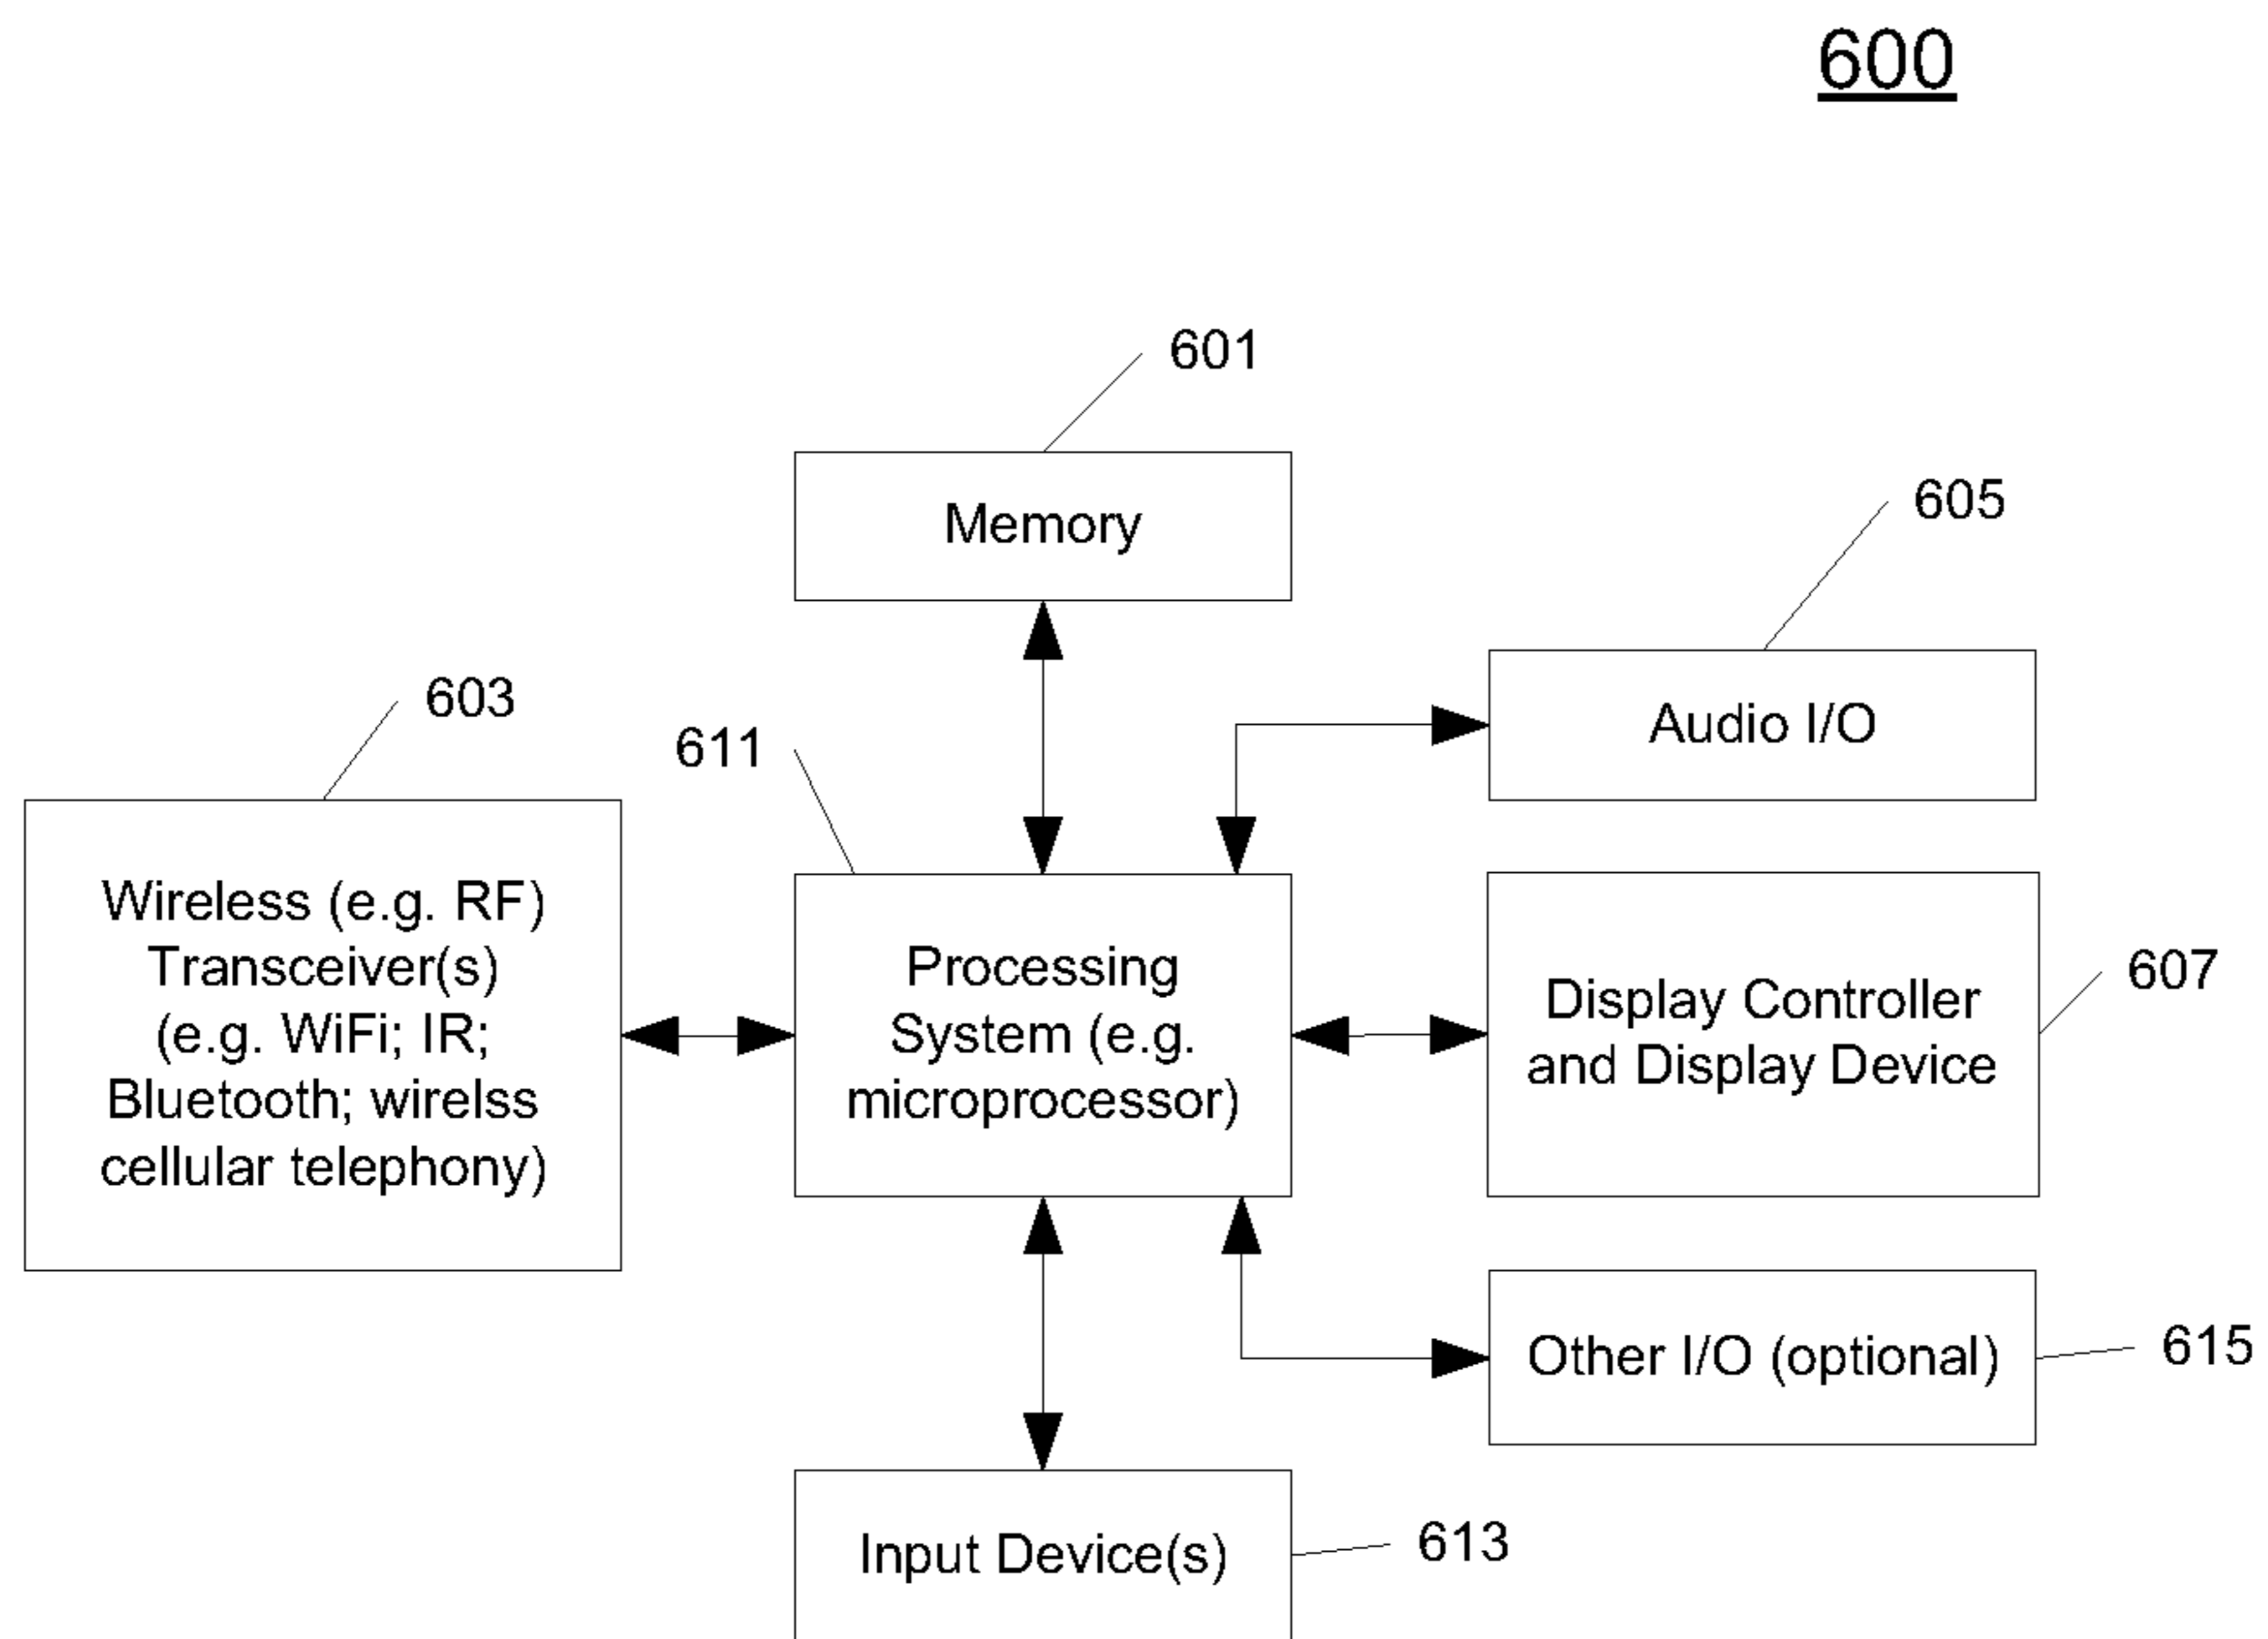 600
601
Memory
605
Audio I/O
603
611
Wireless (e.g. RF)
Transceiver(s)
(e.g. WiFi; IR;
Bluetooth; wirelss
cellular telephony)
Processing
System (e.g.
microprocessor)
607
Display Controller
and Display Device
Other I/O (optional)
615
Input Device(s)
613